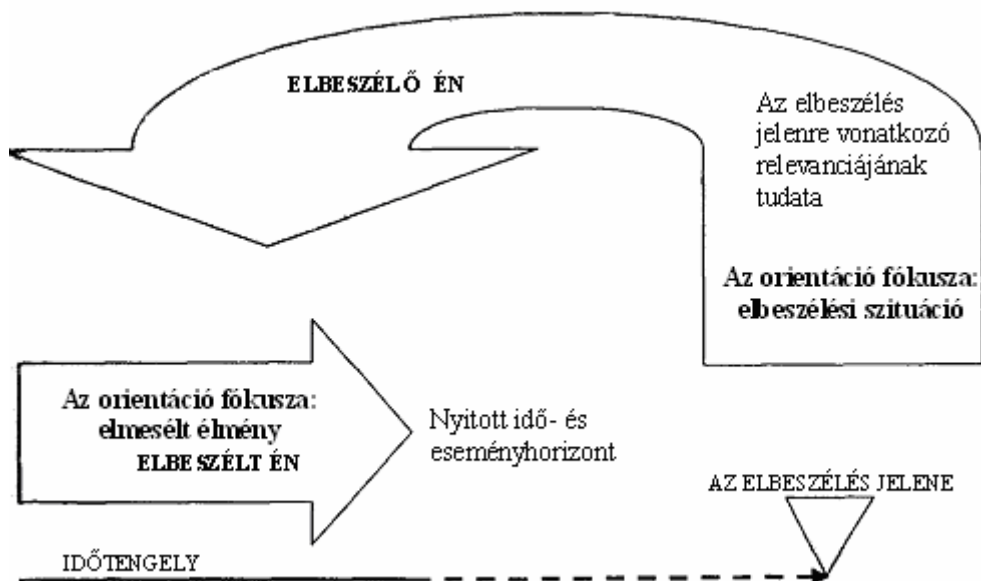 ELBESZÉLŐ ÉN
Az elbeszélés
jelenre vonatkozó
relevanciájának
tudata
Az orientáció fókusza:
elbeszélési szituáció
Az orientáció fókusza:
elmesélt élmény
ELBESZÉLT ÉN
Nyitott idő- és
eseményhorizont
AZ ELBESZÉLÉS JELENE
IDŐTENGELY